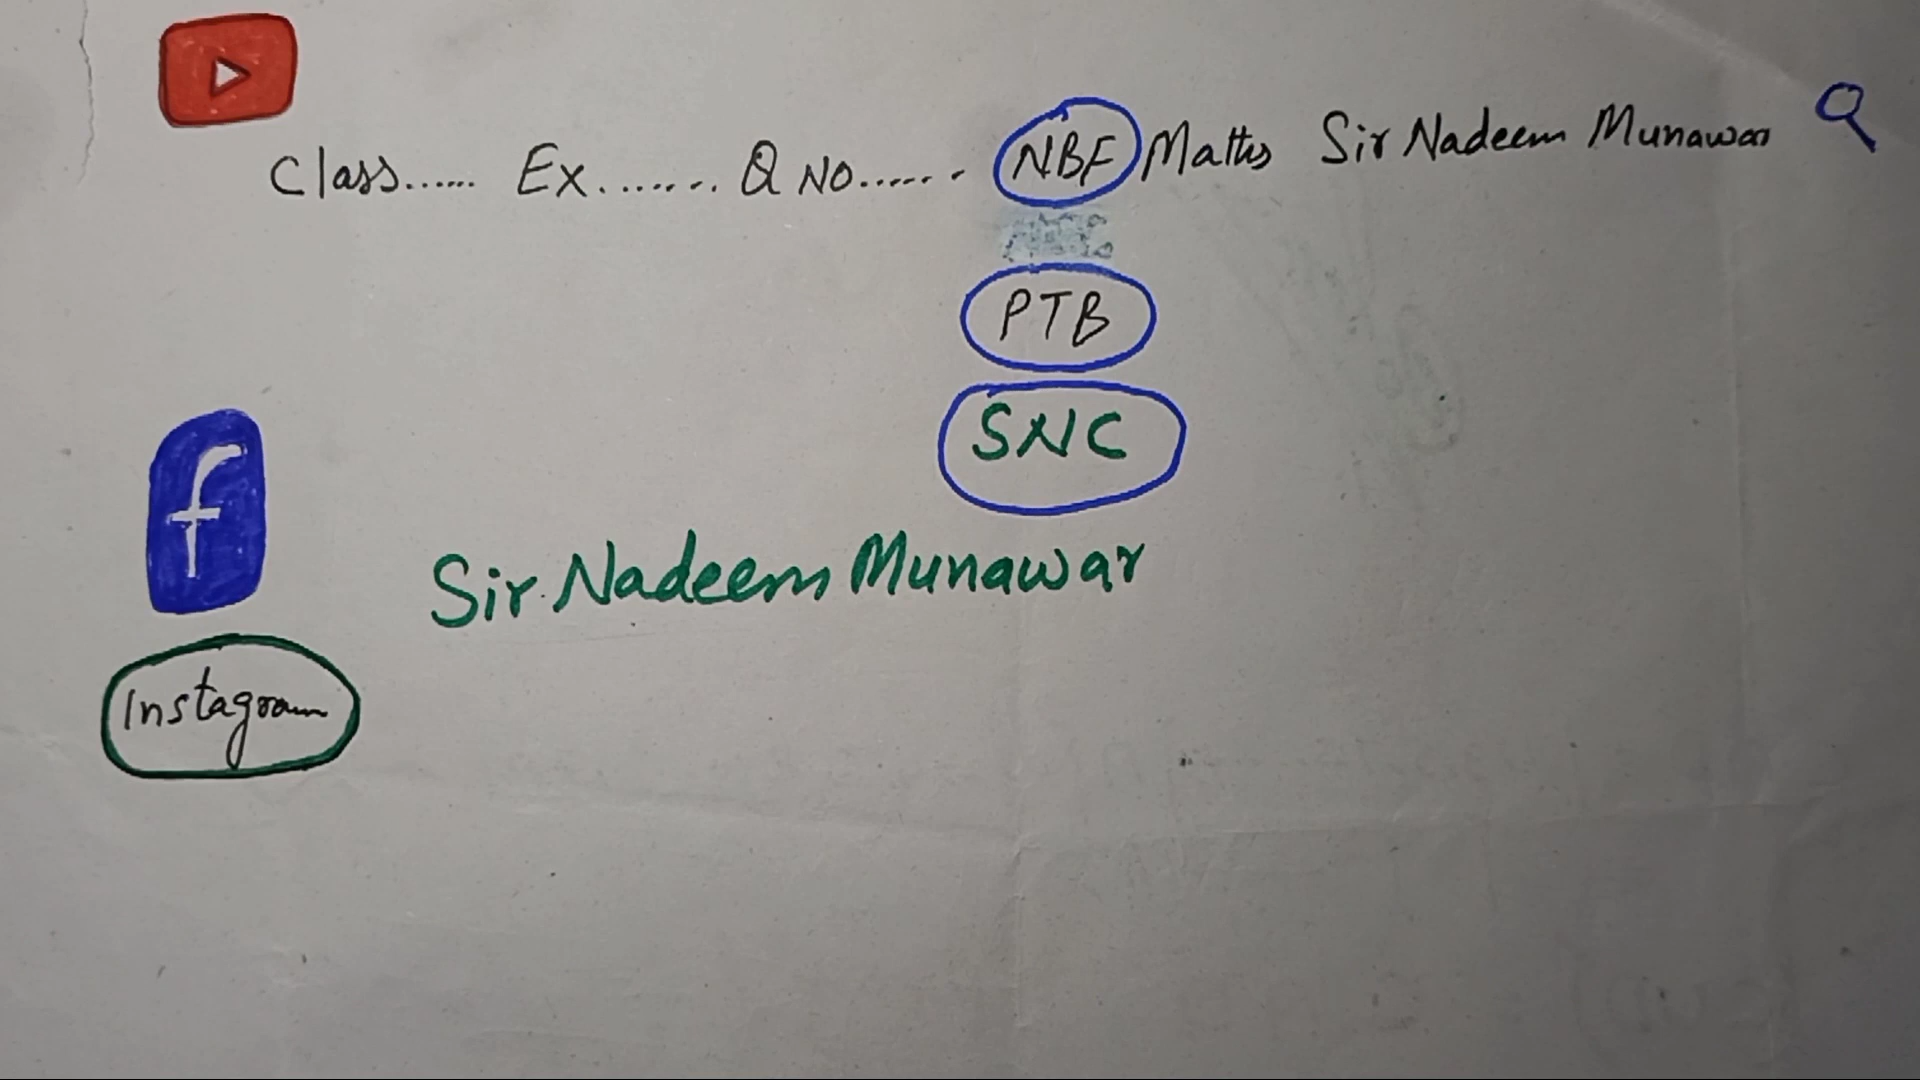 Class...... Ex........ Q No...... NBF Maths Sir Nadeem Munawar
PTB
SNC
f
Sir Nadeem Munawar
Instagram